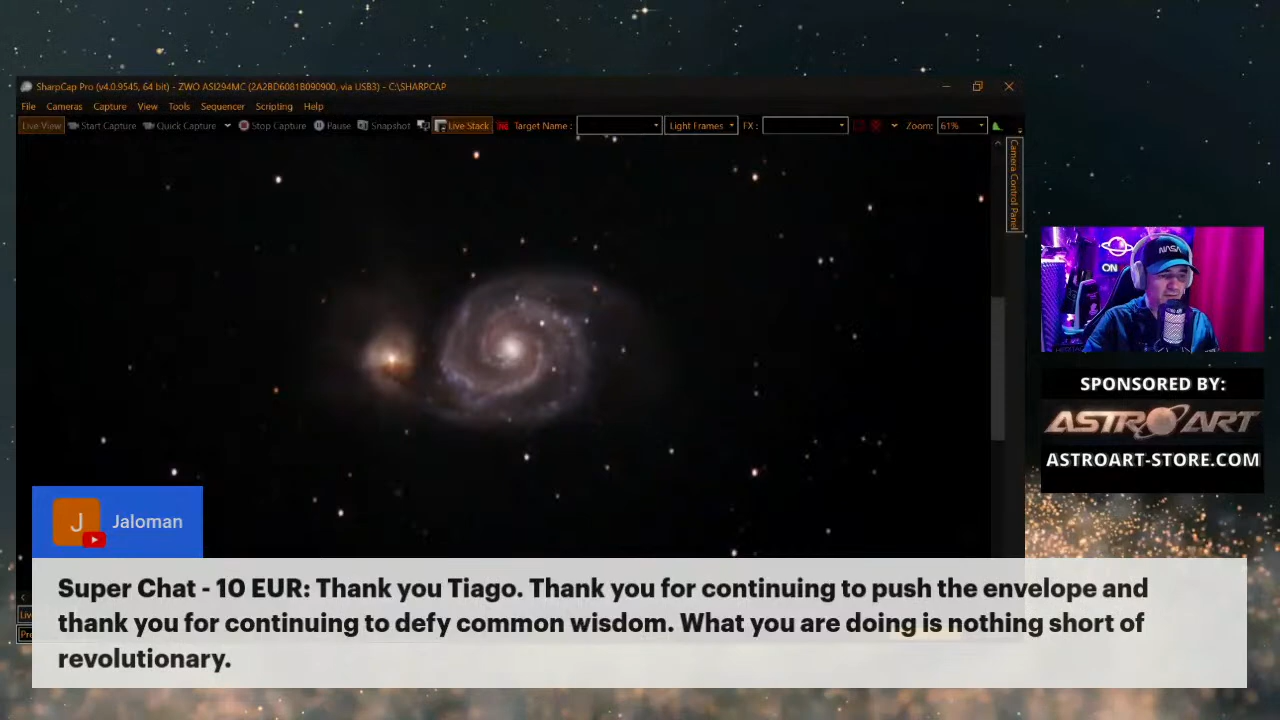 SharpCap Pro (v4.0.9545, 64 bit) - ZWO ASI294MC (2A2BD6081B090900, via USB3) - C:\SHARPCAP
File Cameras Capture View Tools Sequencer Scripting Help
Live View Start Capture Quick Capture Stop Capture Pause Snapshot Live Stack Target Name : Light Frames FX : Zoom: 61%
Camera Control Panel
NASA
ON
SPONSORED BY:
ASTROART
ASTROART-STORE.COM
J Jaloman
Super Chat - 10 EUR: Thank you Tiago. Thank you for continuing to push the envelope and
thank you for continuing to defy common wisdom. What you are doing is nothing short of
revolutionary.